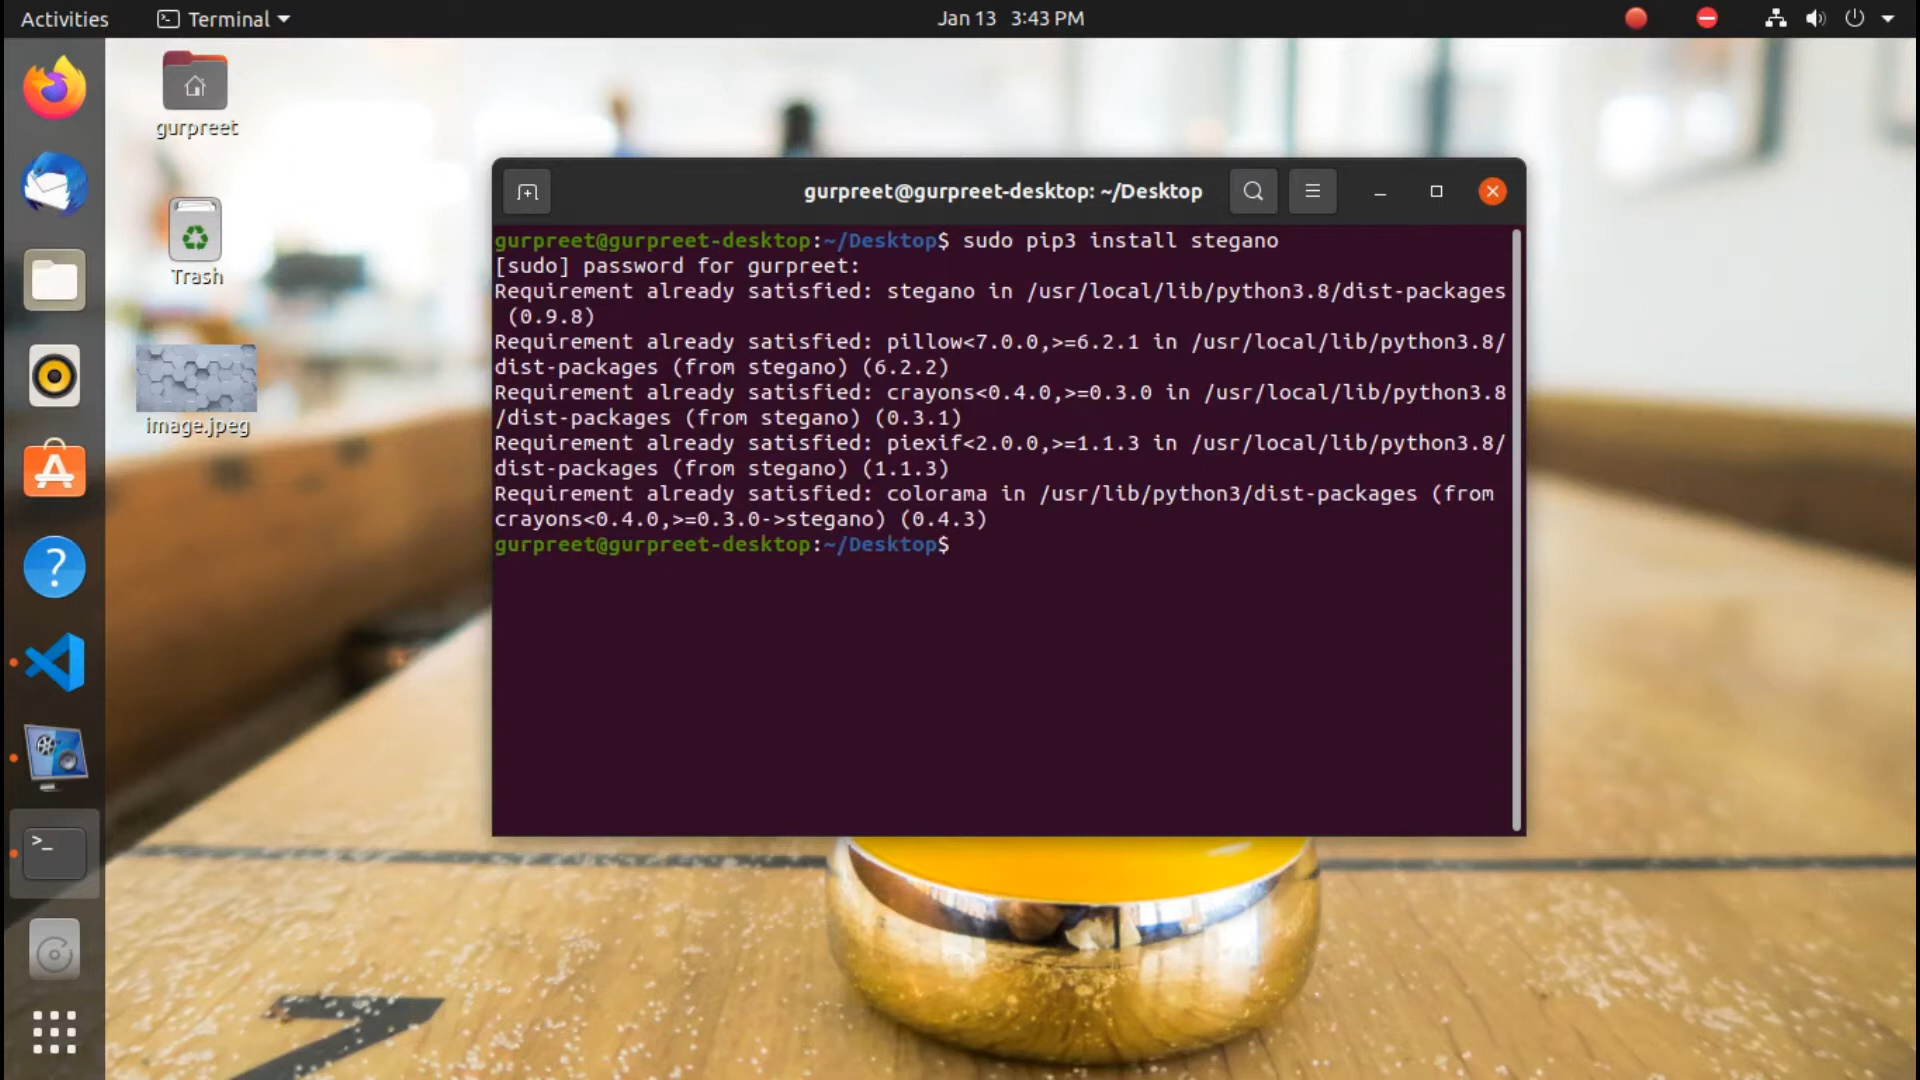 Activities
Terminal
Jan 13 3:43 PM
gurpreet
Trash
image.jpeg
gurpreet@gurpreet-desktop: ~/Desktop
gurpreet@gurpreet-desktop:~/Desktop$ sudo pip3 install stegano
[sudo] password for gurpreet:
Requirement already satisfied: stegano in /usr/local/lib/python3.8/dist-packages
(0.9.8)
Requirement already satisfied: pillow<7.0.0,>=6.2.1 in /usr/local/lib/python3.8/
dist-packages (from stegano) (6.2.2)
Requirement already satisfied: crayons<0.4.0,>=0.3.0 in /usr/local/lib/python3.8
/dist-packages (from stegano) (0.3.1)
Requirement already satisfied: piexif<2.0.0,>=1.1.3 in /usr/local/lib/python3.8/
dist-packages (from stegano) (1.1.3)
Requirement already satisfied: colorama in /usr/lib/python3/dist-packages (from
crayons<0.4.0,>=0.3.0->stegano) (0.4.3)
gurpreet@gurpreet-desktop:~/Desktop$